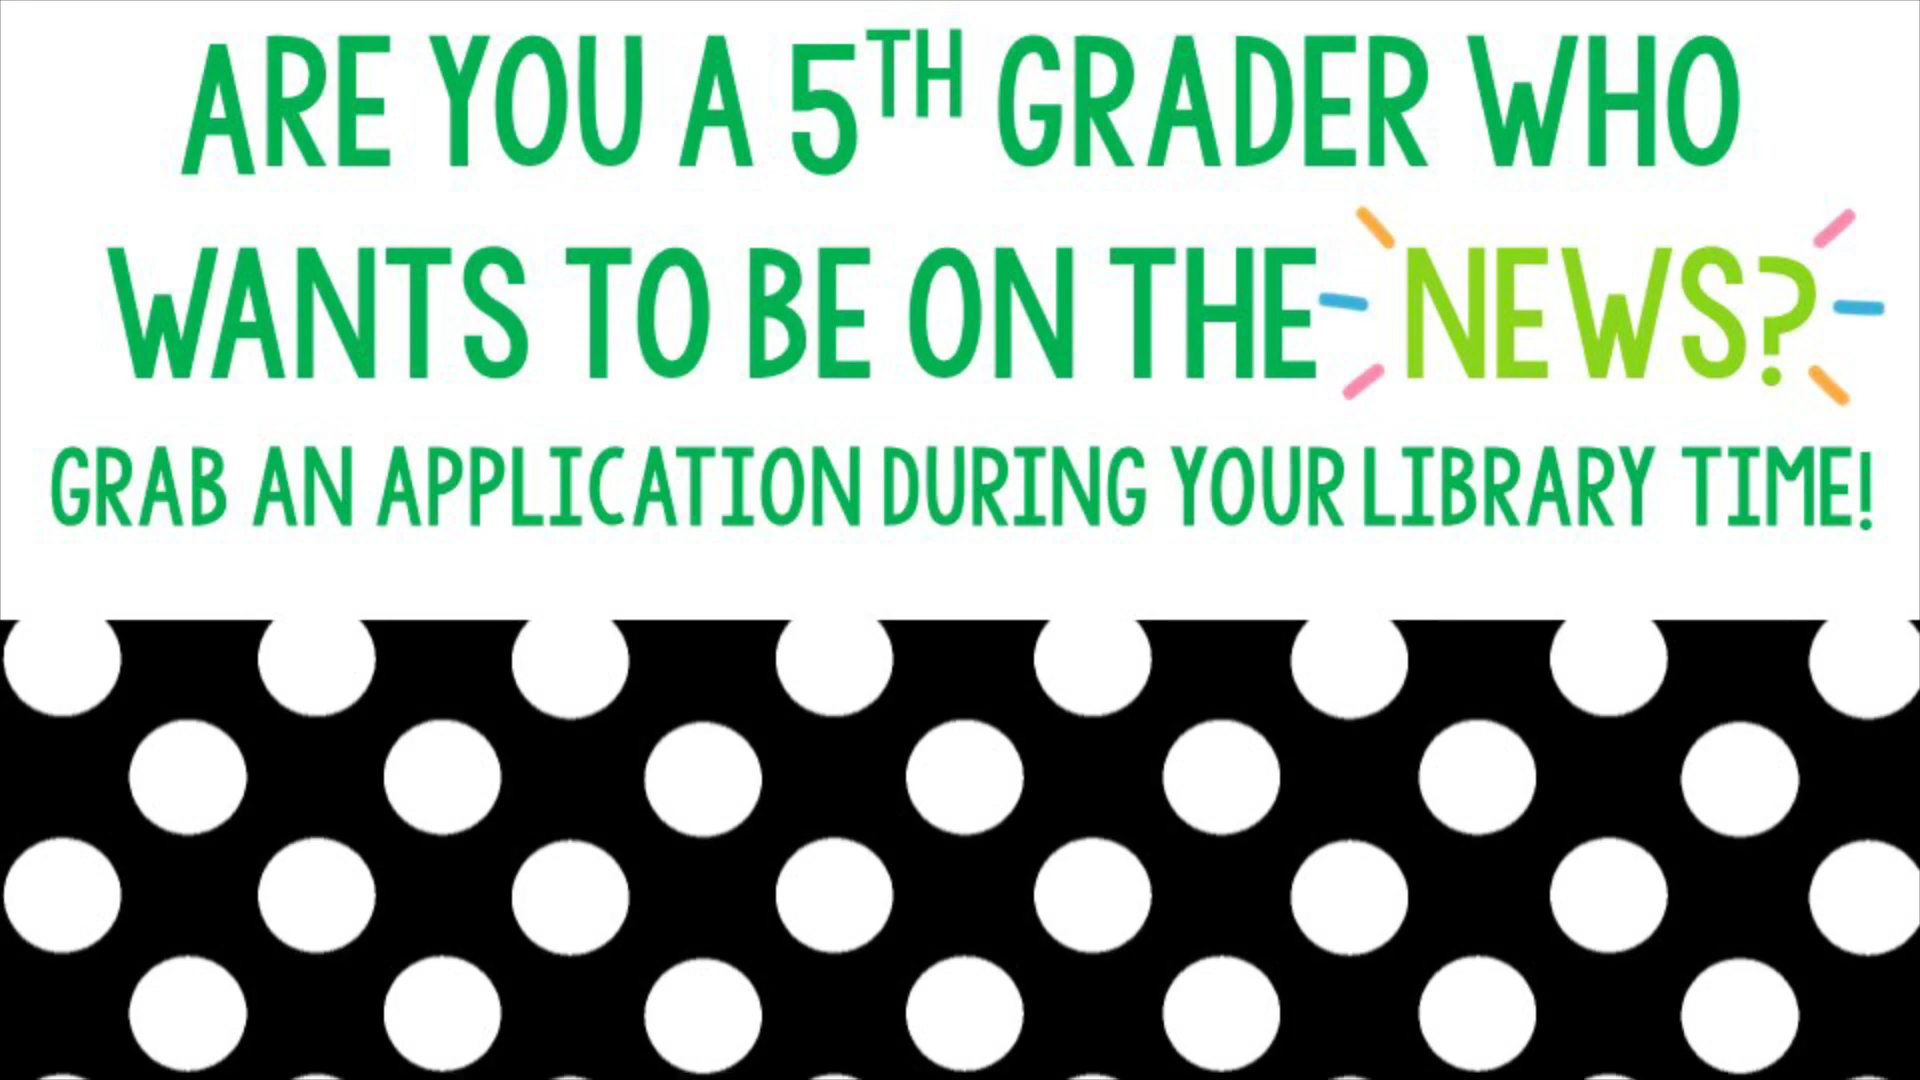 ARE YOU A 5TH GRADER WHO
WANTS TO BE ON THE NEWS?
GRAB AN APPLICATION DURING YOUR LIBRARY TIME!